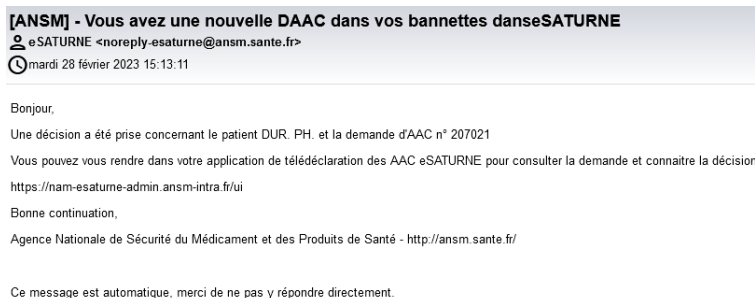 [ANSM] - Vous avez une nouvelle DAAC dans vos bannettes danseSATURNE
eSATURNE <noreply-esaturne@ansm.sante.fr>
mardi 28 février 2023 15:13:11
Bonjour,
Une décision a été prise concernant le patient DUR. PH. et la demande d'AAC n° 207021
Vous pouvez vous rendre dans votre application de télédéclaration des AAC eSATURNE pour consulter la demande et connaitre la décision
https://nam-esaturne-admin.ansm-intra.fr/ui
Bonne continuation,
Agence Nationale de Sécurité du Médicament et des Produits de Santé - http://ansm.sante.fr/
Ce message est automatique, merci de ne pas y répondre directement.